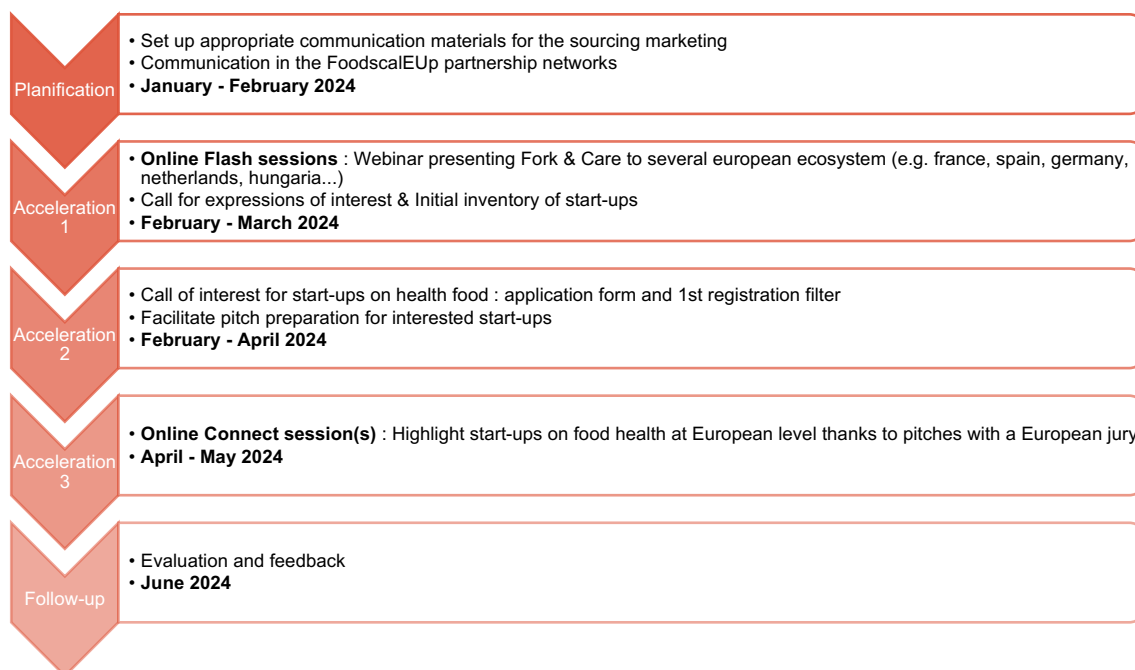 Planification
• Set up appropriate communication materials for the sourcing marketing
• Communication in the FoodscalEUp partnership networks
• January - February 2024
Acceleration
1
• Online Flash sessions : Webinar presenting Fork & Care to several european ecosystem (e.g. france, spain, germany,
netherlands, hungaria...)
• Call for expressions of interest & Initial inventory of start-ups
• February - March 2024
Acceleration
2
• Call of interest for start-ups on health food : application form and 1st registration filter
• Facilitate pitch preparation for interested start-ups
• February - April 2024
Acceleration
3
• Online Connect session(s) : Highlight start-ups on food health at European level thanks to pitches with a European jury
• April - May 2024
Follow-up
• Evaluation and feedback
• June 2024